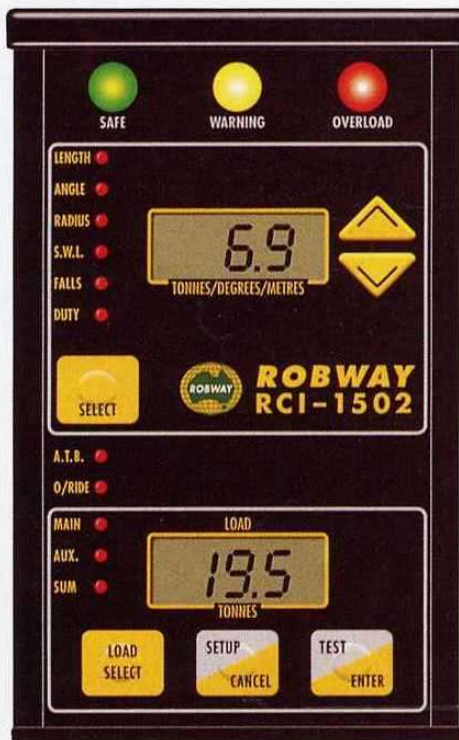 SAFE WARNING OVERLOAD
LENGTH
ANGLE
RADIUS
S.W.L.
FALLS
DUTY
6.9
TONNES/DEGREES/METRES
SELECT
ROBWAY
ROBWAY
RCI-1502
A.T.B.
O/RIDE
MAIN
AUX.
SUM
LOAD
19.5
TONNES
LOAD
SELECT
SETUP
CANCEL
TEST
ENTER